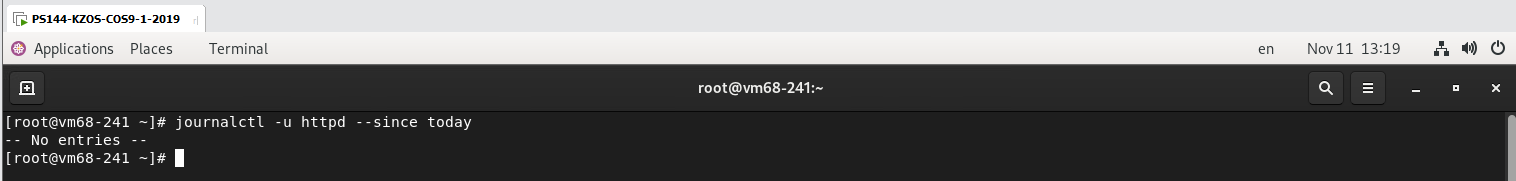 PS144-KZOS-COS9-1-2019
Applications Places Terminal en Nov 11 13:19
root@vm68-241:~
[root@vm68-241 ~]# journalctl -u httpd --since today
-- No entries --
[root@vm68-241 ~]#